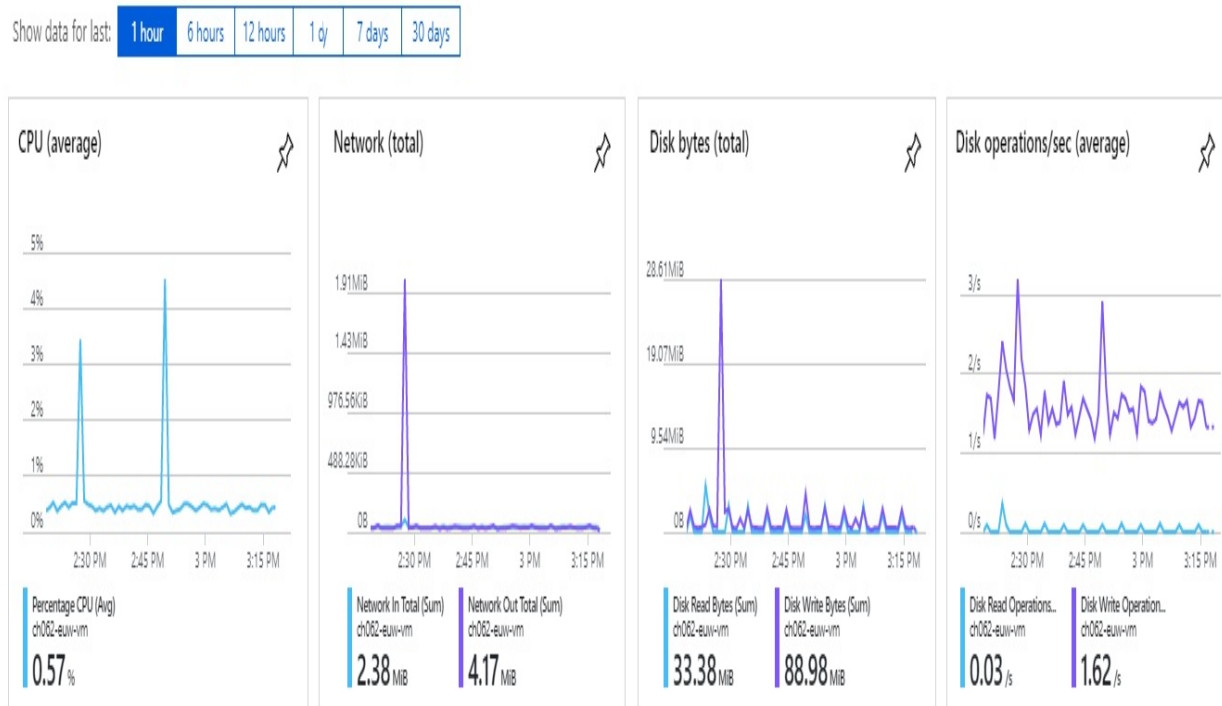 Show data for last: 1 hour 6 hours 12 hours 1 dy 7 days 30 days
CPU (average)
5%
4%
3%
2%
1%
0%
2:30 PM 2:45 PM 3 PM 3:15 PM
Percentage CPU (Avg)
ch062-euw-vm
0.57 %
Network (total)
1.91MiB
1.43MiB
976.56KiB
488.28KiB
0B
2:30 PM 2:45 PM 3 PM 3:15 PM
Network In Total (Sum)
ch062-euw-vm
2.38 MiB
Network Out Total (Sum)
ch062-euw-vm
4.17 MiB
Disk bytes (total)
28.61MiB
19.07MiB
9.54MiB
0B
2:30 PM 2:45 PM 3 PM 3:15 PM
Disk Read Bytes (Sum)
ch062-euw-vm
33.38 MiB
Disk Write Bytes (Sum)
ch062-euw-vm
88.98 MiB
Disk operations/sec (average)
3/s
2/s
1/s
0/s
2:30 PM 2:45 PM 3 PM 3:15 PM
Disk Read Operations...
ch062-euw-vm
0.03 /s
Disk Write Operation...
ch062-euw-vm
1.62 /s